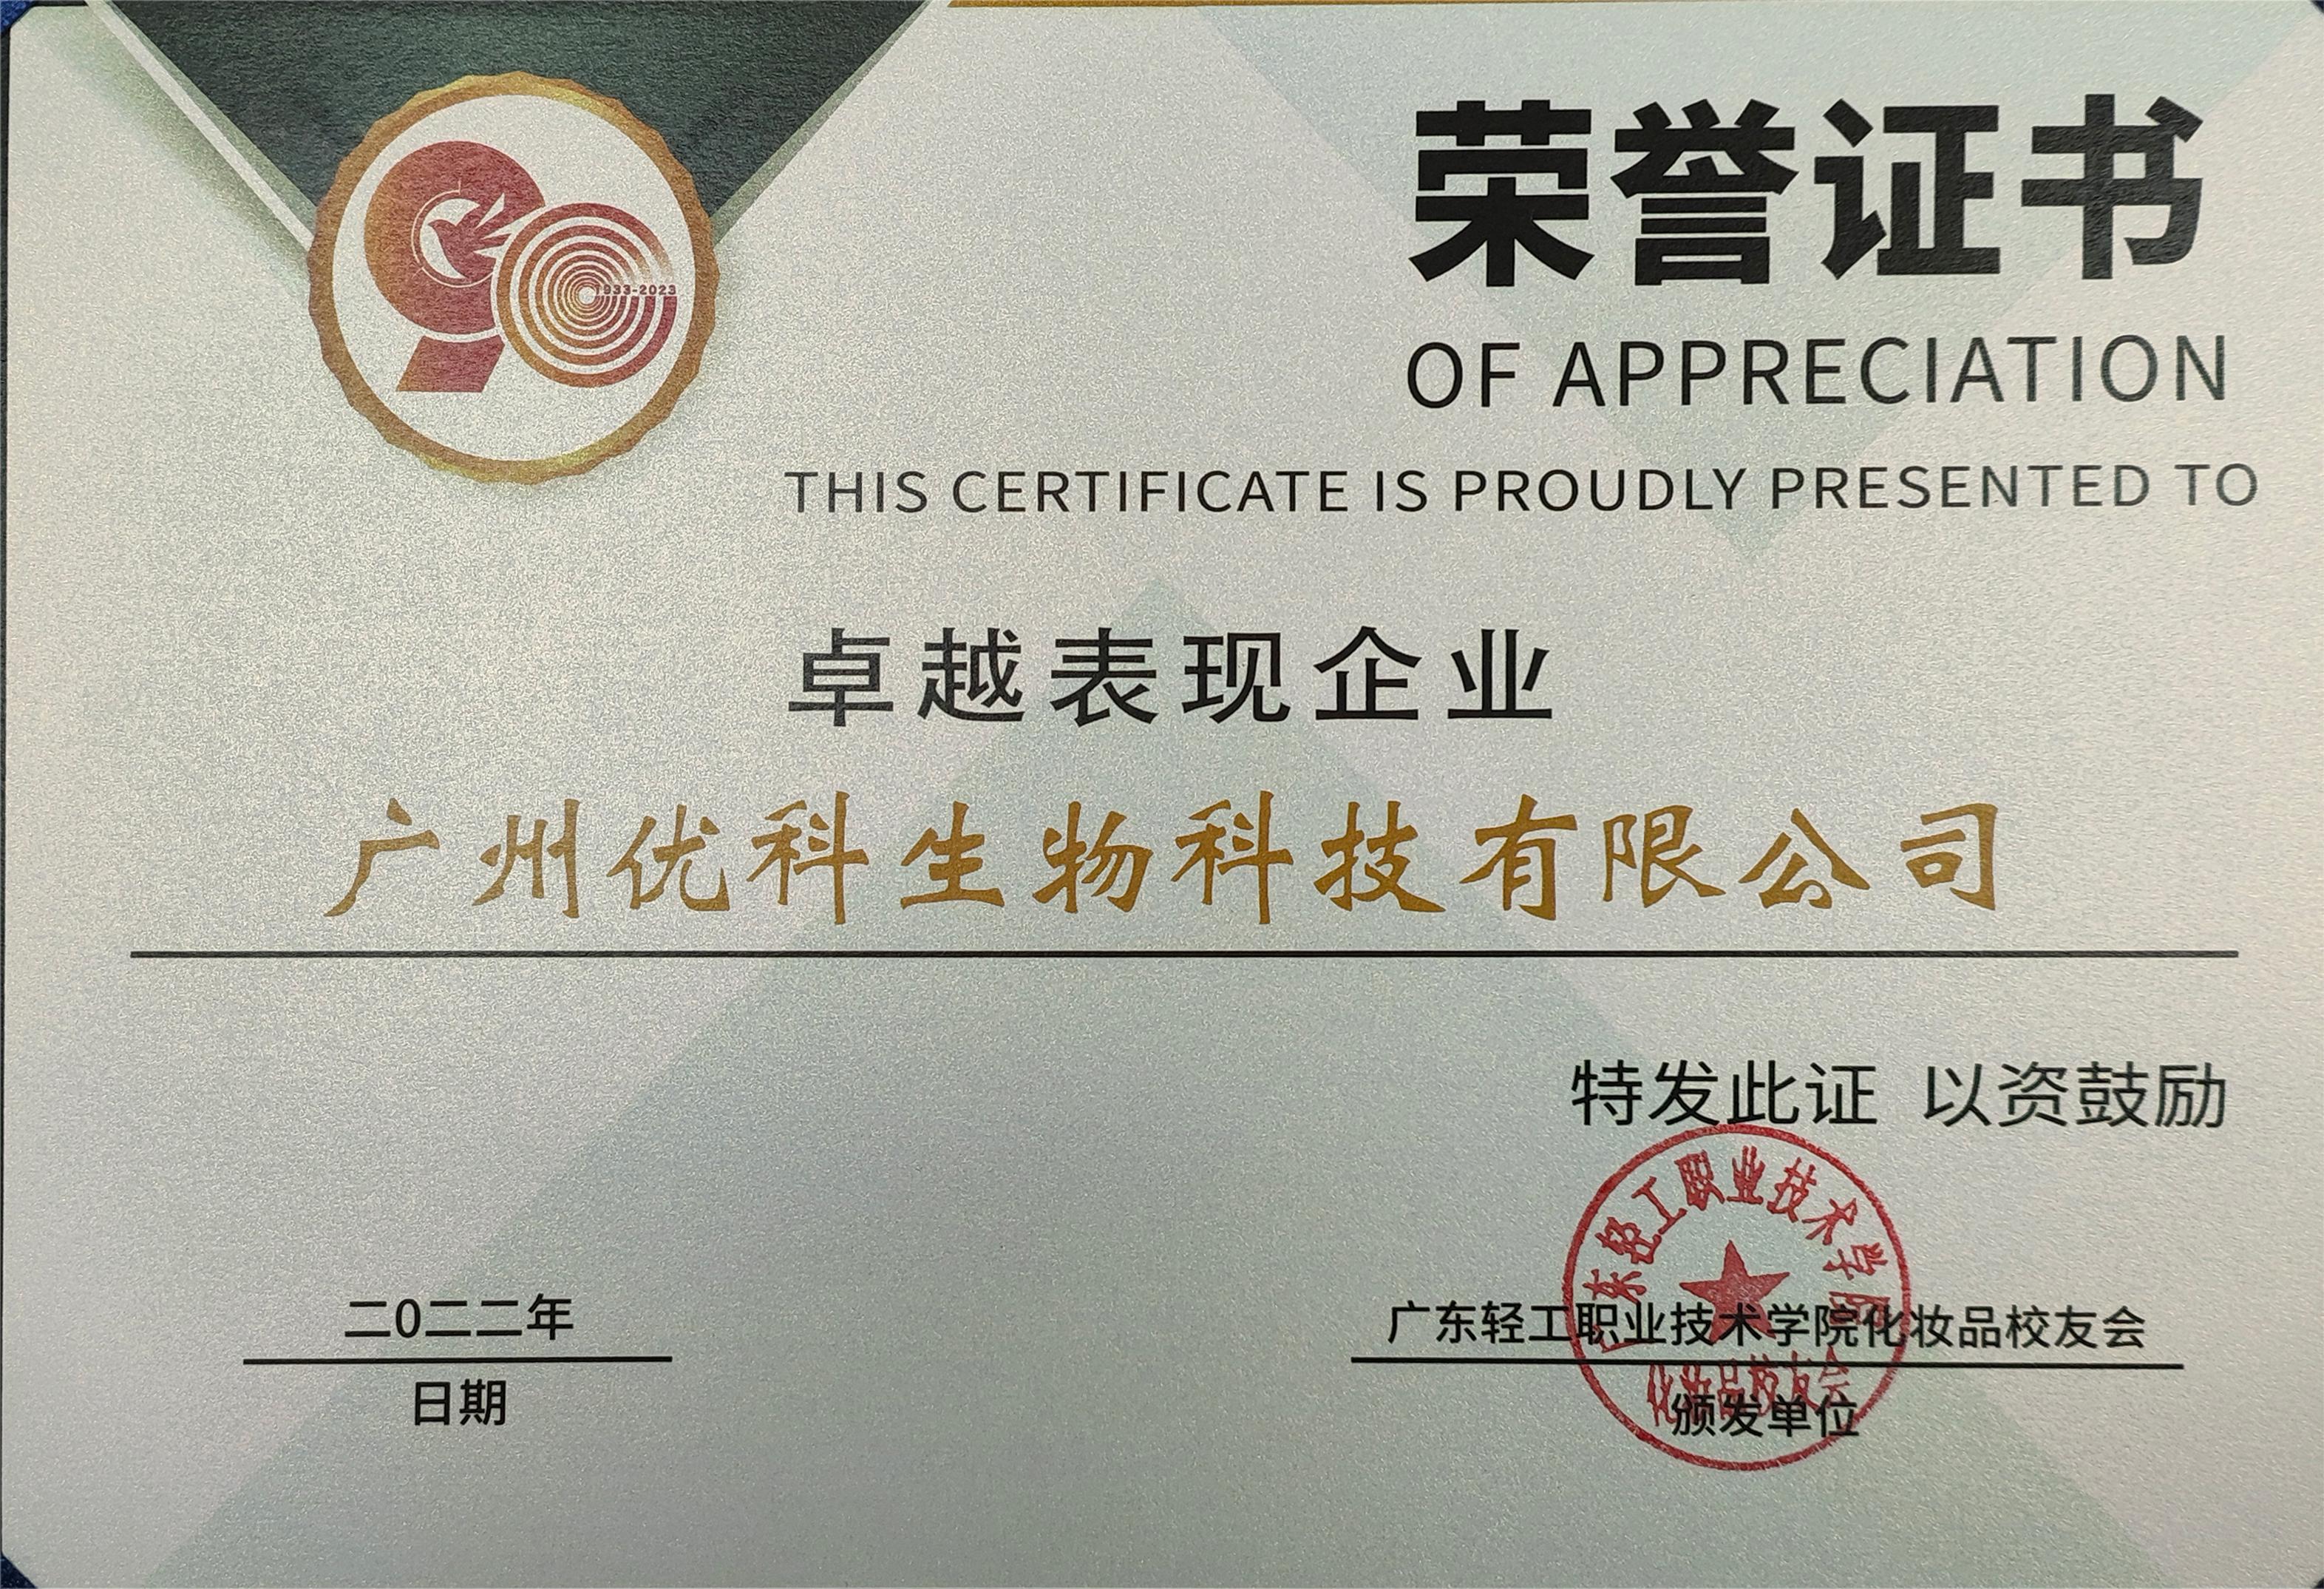 荣誉证书
OF APPRECIATION
THIS CERTIFICATE IS PROUDLY PRESENTED TO
1933-2023
卓越表现企业
广州优科生物科技有限公司
特发此证 以资鼓励
二0二二年
日期
广东轻工职业技术学院化妆品校友会
颁发单位
广东轻工职业技术学院
化妆品校友会